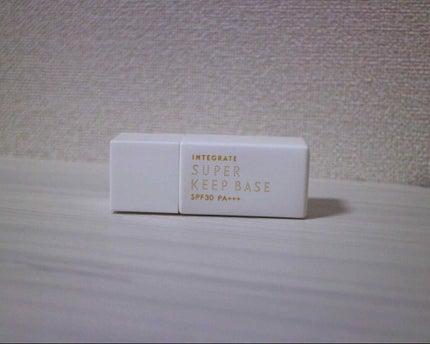 INTEGRATE
SUPER
KEEP BASE
SPF30 PA+++